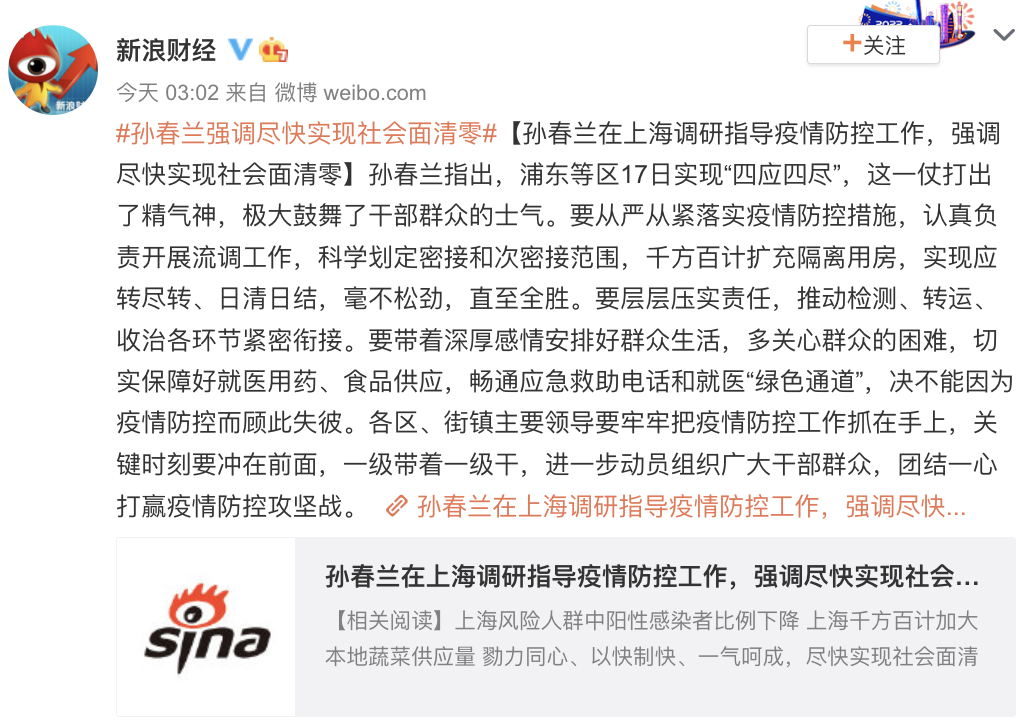 新浪财经
2022
+关注
今天 03:02 来自 微博 weibo.com
#孙春兰强调尽快实现社会面清零#【孙春兰在上海调研指导疫情防控工作，强调
尽快实现社会面清零】孙春兰指出，浦东等区17日实现“四应四尽”，这一仗打出
了精气神，极大鼓舞了干部群众的士气。要从严从紧落实疫情防控措施，认真负
责开展流调工作，科学划定密接和次密接范围，千方百计扩充隔离用房，实现应
转尽转、日清日结，毫不松劲，直至全胜。要层层压实责任，推动检测、转运、
收治各环节紧密衔接。要带着深厚感情安排好群众生活，多关心群众的困难，切
实保障好就医用药、食品供应，畅通应急救助电话和就医“绿色通道”，决不能因为
疫情防控而顾此失彼。各区、街镇主要领导要牢牢把疫情防控工作抓在手上，关
键时刻要冲在前面，一级带着一级干，进一步动员组织广大干部群众，团结一心
打赢疫情防控攻坚战。 孙春兰在上海调研指导疫情防控工作，强调尽快...
孙春兰在上海调研指导疫情防控工作，强调尽快实现社会...
【相关阅读】上海风险人群中阳性感染者比例下降 上海千方百计加大
本地蔬菜供应量 勠力同心、以快制快、一气呵成，尽快实现社会面清
sina